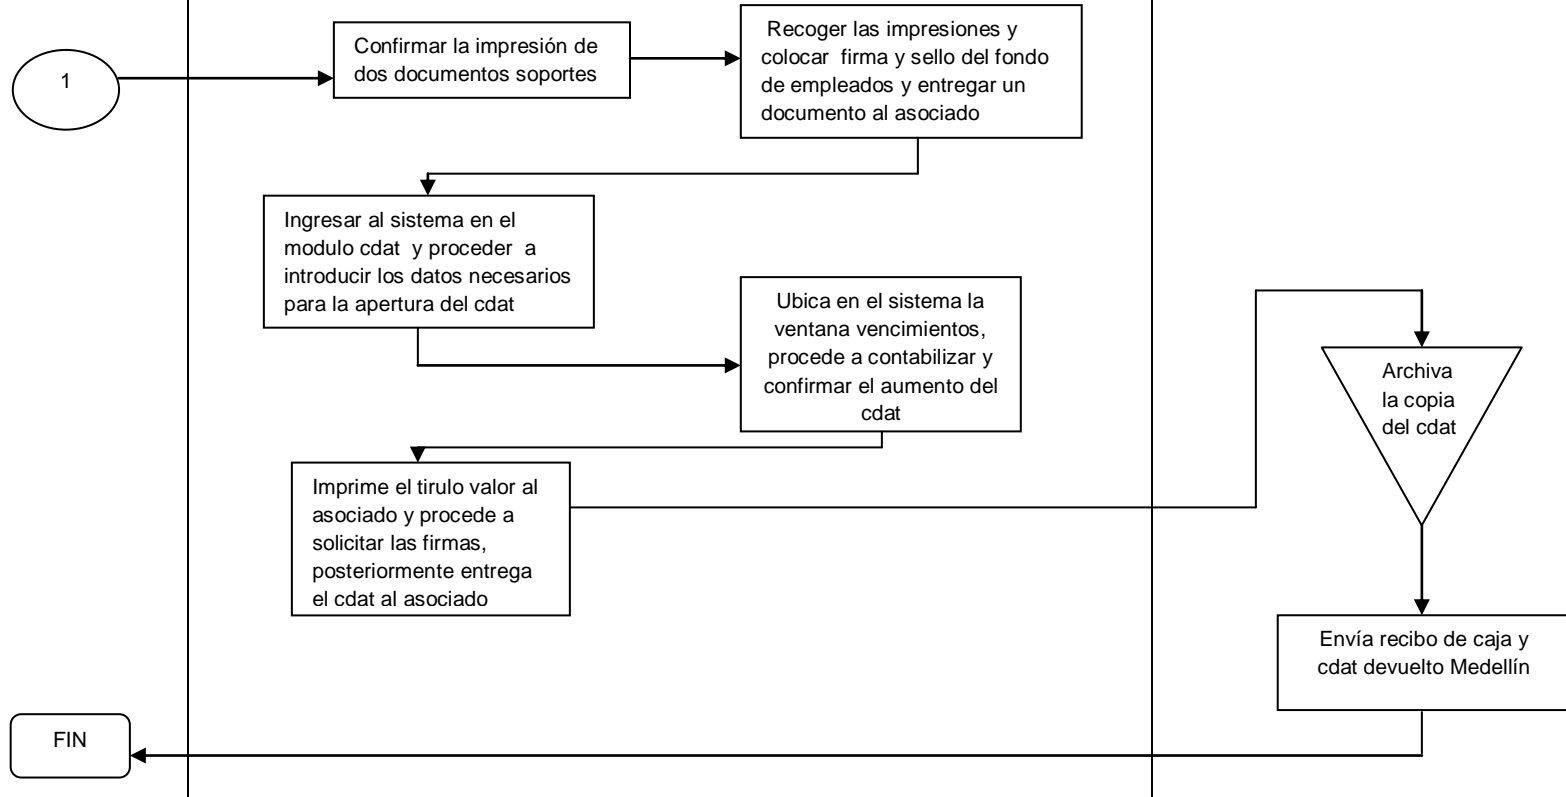 1
Confirmar la impresión de
dos documentos soportes
Recoger las impresiones y
colocar firma y sello del fondo
de empleados y entregar un
documento al asociado
Ingresar al sistema en el
modulo cdat y proceder a
introducir los datos necesarios
para la apertura del cdat
Ubica en el sistema la
ventana vencimientos,
procede a contabilizar y
confirmar el aumento del
cdat
Imprime el tirulo valor al
asociado y procede a
solicitar las firmas,
posteriormente entrega
el cdat al asociado
Archiva
la copia
del cdat
Envía recibo de caja y
cdat devuelto Medellín
FIN